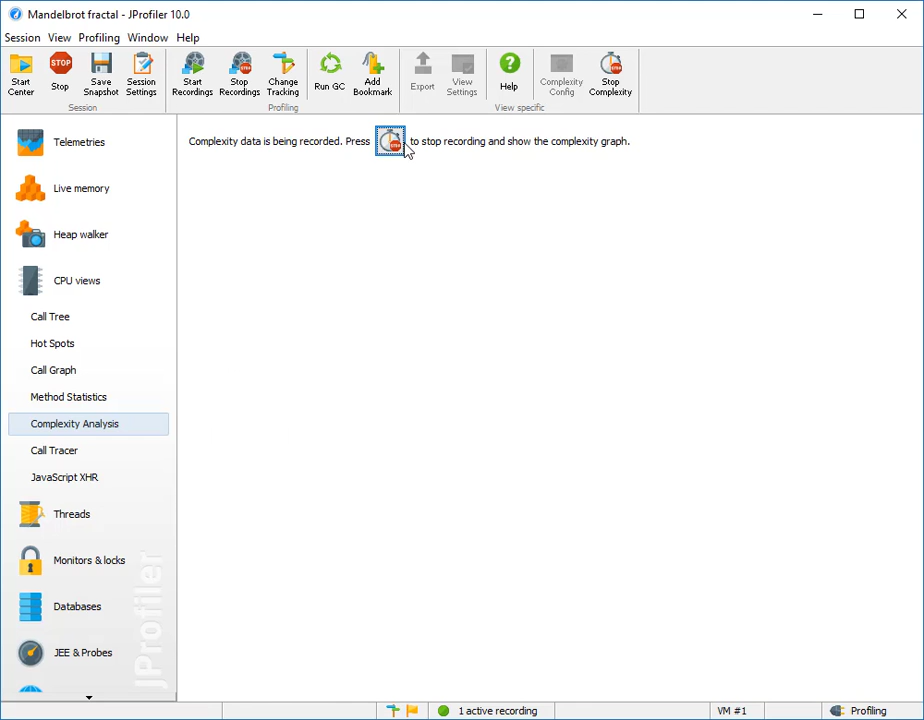 Mandelbrot fractal - JProfiler 10.0
Session View Profiling Window Help
Start Center
Stop
Save Snapshot
Session Settings
Start Recordings
Stop Recordings
Change Tracking
Run GC
Add Bookmark
Export
View Settings
Help
Complexity Config
Stop Complexity
Session
Profiling
View specific
Telemetries
Live memory
Heap walker
CPU views
Call Tree
Hot Spots
Call Graph
Method Statistics
Complexity Analysis
Call Tracer
JavaScript XHR
Threads
Monitors & locks
Databases
JEE & Probes
JProfiler
Complexity data is being recorded. Press STOP to stop recording and show the complexity graph.
1 active recording
VM #1
Profiling